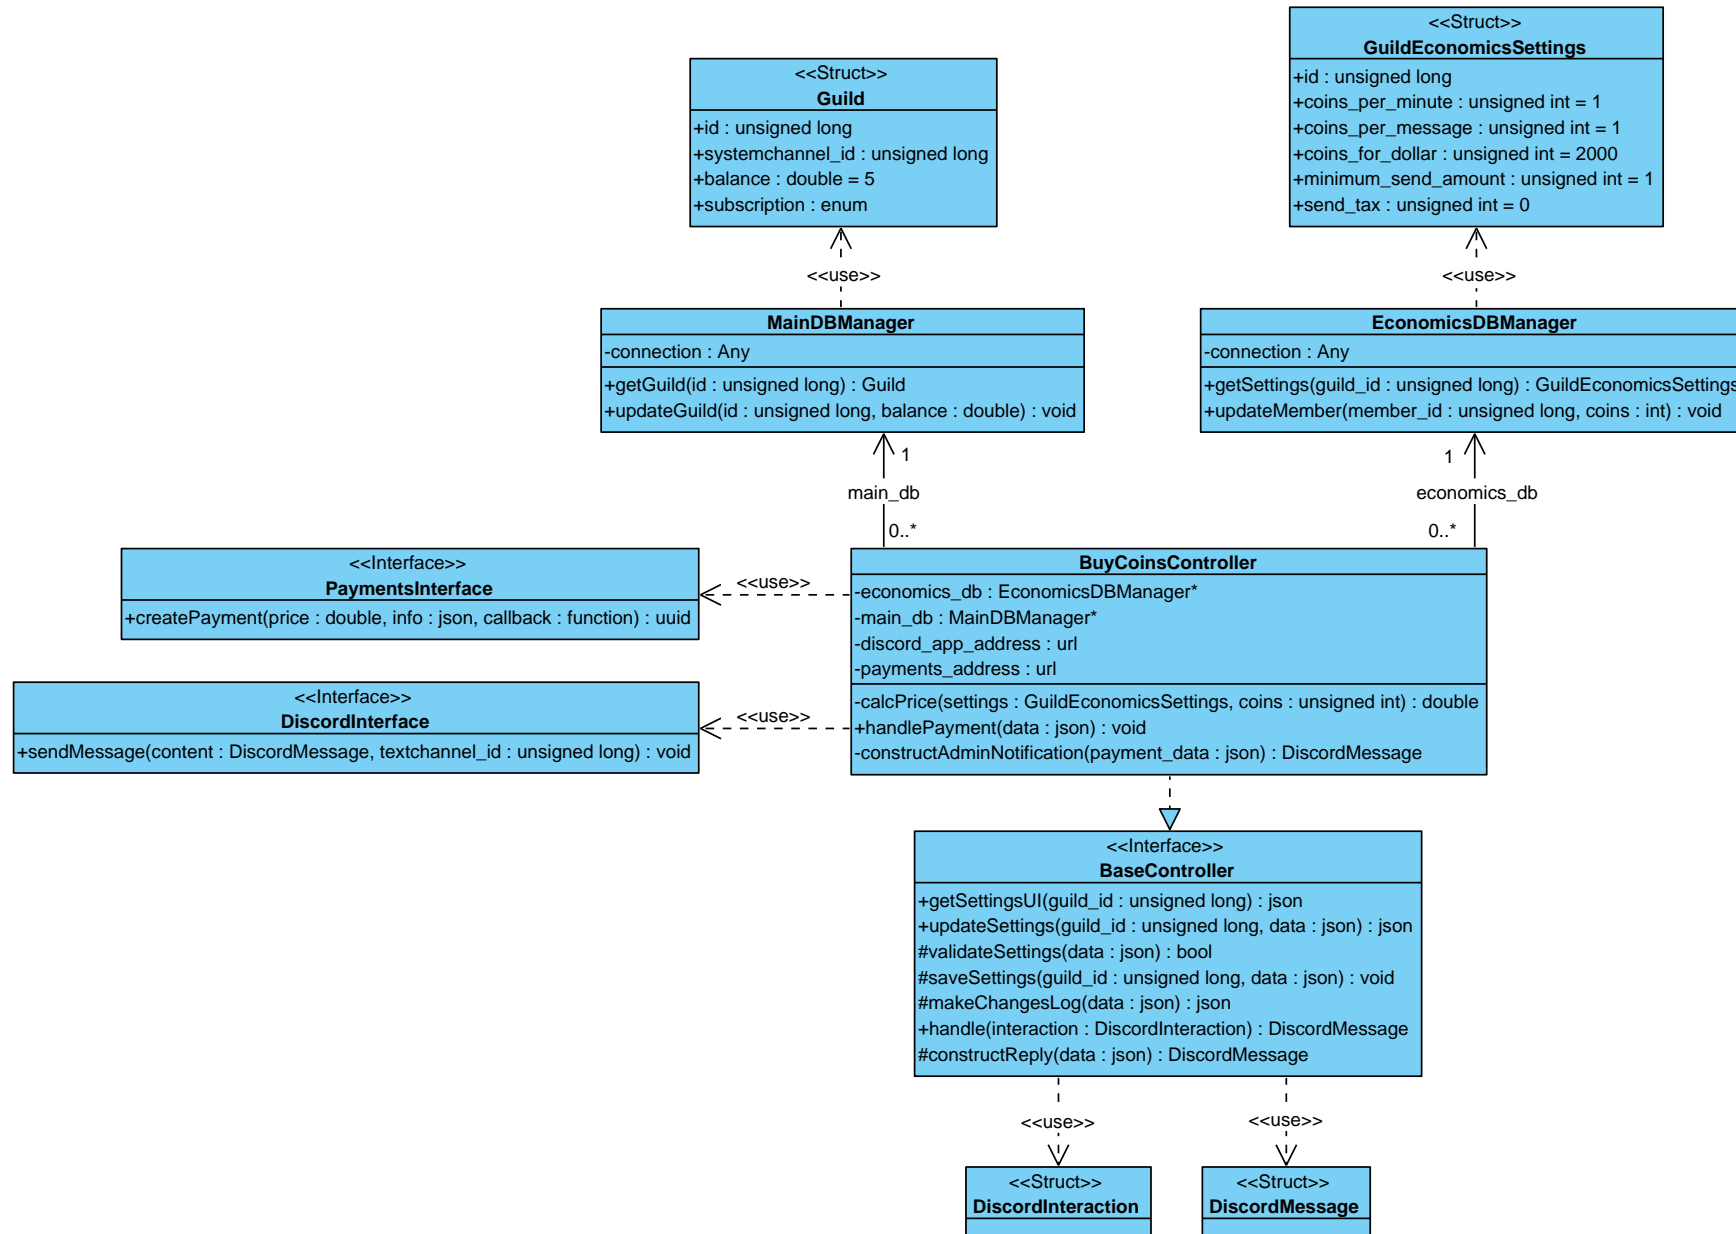 <<Struct>>
GuildEconomicsSettings
+id : unsigned long
+coins_per_minute : unsigned int = 1
+coins_per_message : unsigned int = 1
+coins_for_dollar : unsigned int = 2000
+minimum_send_amount : unsigned int = 1
+send_tax : unsigned int = 0
<<Struct>>
Guild
+id : unsigned long
+systemchannel_id : unsigned long
+balance : double = 5
+subscription : enum
<<use>>
<<use>>
MainDBManager
-connection : Any
+getGuild(id : unsigned long) : Guild
+updateGuild(id : unsigned long, balance : double) : void
EconomicsDBManager
-connection : Any
+getSettings(guild_id : unsigned long) : GuildEconomicsSettings
+updateMember(member_id : unsigned long, coins : int) : void
1
main_db
0..*
1
economics_db
0..*
<<Interface>>
PaymentsInterface
+createPayment(price : double, info : json, callback : function) : uuid
<<use>>
<<Interface>>
DiscordInterface
+sendMessage(content : DiscordMessage, textchannel_id : unsigned long) : void
<<use>>
BuyCoinsController
-economics_db : EconomicsDBManager*
-main_db : MainDBManager*
-discord_app_address : url
-payments_address : url
-calcPrice(settings : GuildEconomicsSettings, coins : unsigned int) : double
+handlePayment(data : json) : void
-constructAdminNotification(payment_data : json) : DiscordMessage
<<Interface>>
BaseController
+getSettingsUI(guild_id : unsigned long) : json
+updateSettings(guild_id : unsigned long, data : json) : json
#validateSettings(data : json) : bool
#saveSettings(guild_id : unsigned long, data : json) : void
#makeChangesLog(data : json) : json
+handle(interaction : DiscordInteraction) : DiscordMessage
#constructReply(data : json) : DiscordMessage
<<use>>
<<use>>
<<Struct>>
DiscordInteraction
<<Struct>>
DiscordMessage